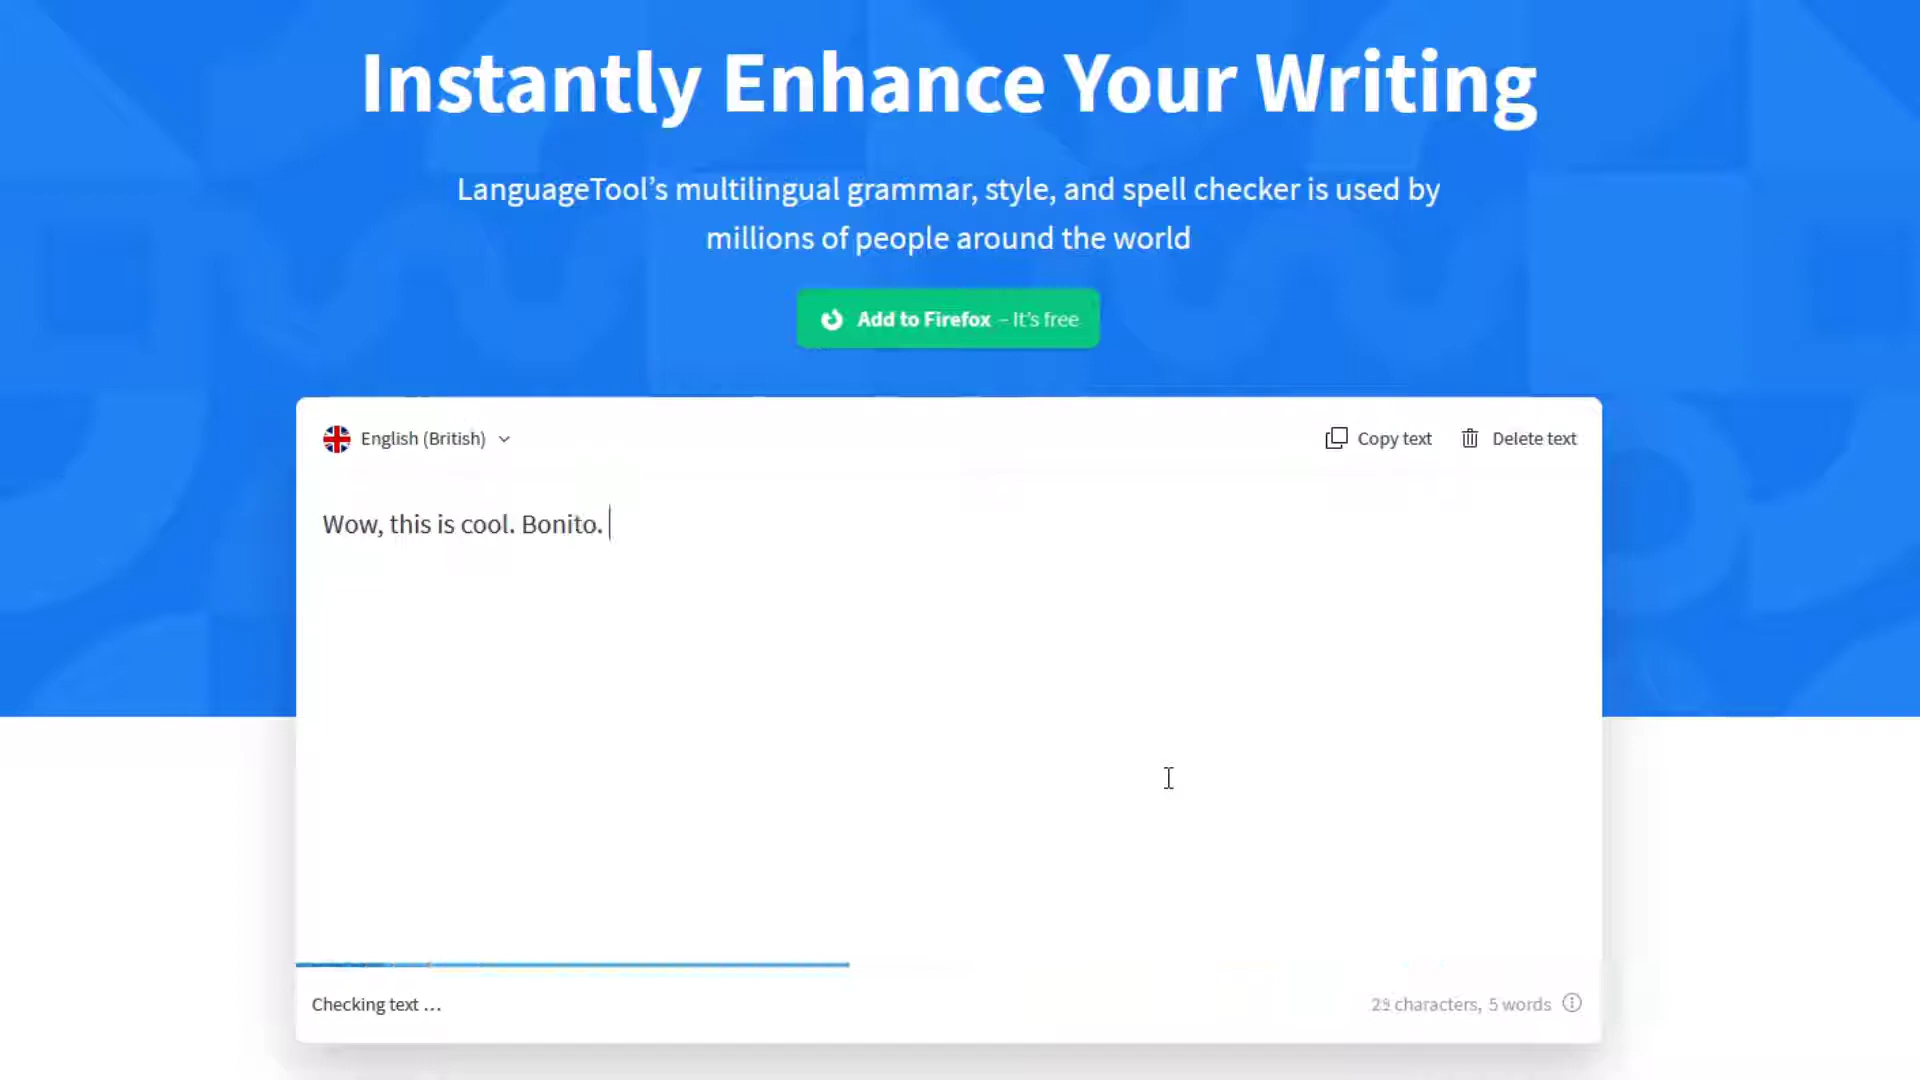 Instantly Enhance Your Writing
LanguageTool’s multilingual grammar, style, and spell checker is used by
millions of people around the world
Add to Firefox – It’s free
English (British)
Copy text
Delete text
Wow, this is cool. Bonito.
Checking text ...
characters, 5 words